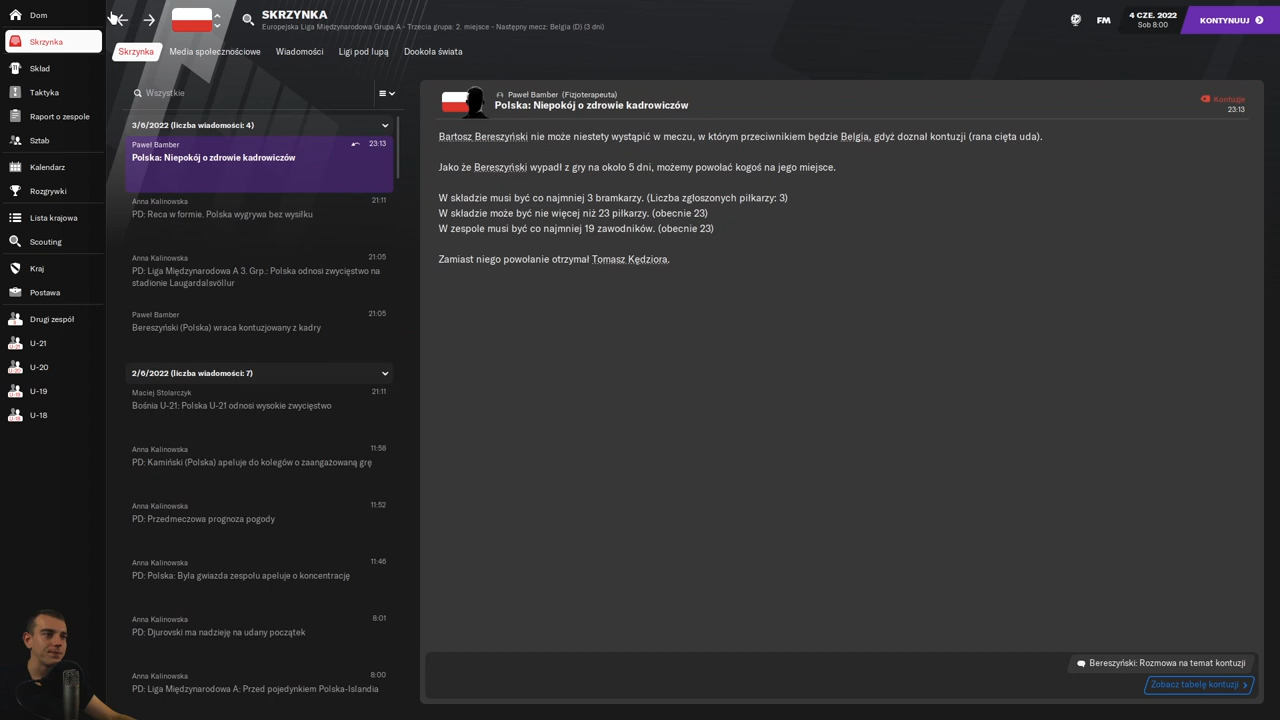 Dom
Skrzynka
Skład
Taktyka
Raport o zespole
Sztab
Kalendarz
Rozgrywki
Lista krajowa
Scouting
Kraj
Postawa
Drugi zespół
U-21
U-20
U-19
U-18
SKRZYNKA
Europejska Liga Międzynarodowa Grupa A - Trzecia grupa: 2. miejsce - Następny mecz: Belgia (D) (3 dni)
FM
4 CZE. 2022
Sob 8:00
KONTYNUUJ
Skrzynka Media społecznościowe Wiadomości Ligi pod lupą Dookoła świata
Wszystkie
3/6/2022 (liczba wiadomości: 4)
Paweł Bamber 23:13
Polska: Niepokój o zdrowie kadrowiczów
Anna Kalinowska 21:11
PD: Reca w formie. Polska wygrywa bez wysiłku
Anna Kalinowska 21:05
PD: Liga Międzynarodowa A 3. Grp.: Polska odnosi zwycięstwo na
stadionie Laugardalsvöllur
Paweł Bamber 21:05
Bereszyński (Polska) wraca kontuzjowany z kadry
2/6/2022 (liczba wiadomości: 7)
Maciej Stolarczyk 21:11
Bośnia U-21: Polska U-21 odnosi wysokie zwycięstwo
Anna Kalinowska 11:58
PD: Kamiński (Polska) apeluje do kolegów o zaangażowaną grę
Anna Kalinowska 11:52
PD: Przedmeczowa prognoza pogody
Anna Kalinowska 11:46
PD: Polska: Była gwiazda zespołu apeluje o koncentrację
Anna Kalinowska 8:01
PD: Djurovski ma nadzieję na udany początek
Anna Kalinowska 8:00
PD: Liga Międzynarodowa A: Przed pojedynkiem Polska-Islandia
Paweł Bamber (Fizjoterapeuta)
Polska: Niepokój o zdrowie kadrowiczów
Kontuzje
23:13
Bartosz Bereszyński nie może niestety wystąpić w meczu, w którym przeciwnikiem będzie Belgia, gdyż doznał kontuzji (rana cięta uda).
Jako że Bereszyński wypadł z gry na około 5 dni, możemy powołać kogoś na jego miejsce.
W składzie musi być co najmniej 3 bramkarzy. (Liczba zgłoszonych piłkarzy: 3)
W składzie może być nie więcej niż 23 piłkarzy. (obecnie 23)
W zespole musi być co najmniej 19 zawodników. (obecnie 23)
Zamiast niego powołanie otrzymał Tomasz Kędziora.
Bereszyński: Rozmowa na temat kontuzji
Zobacz tabelę kontuzji